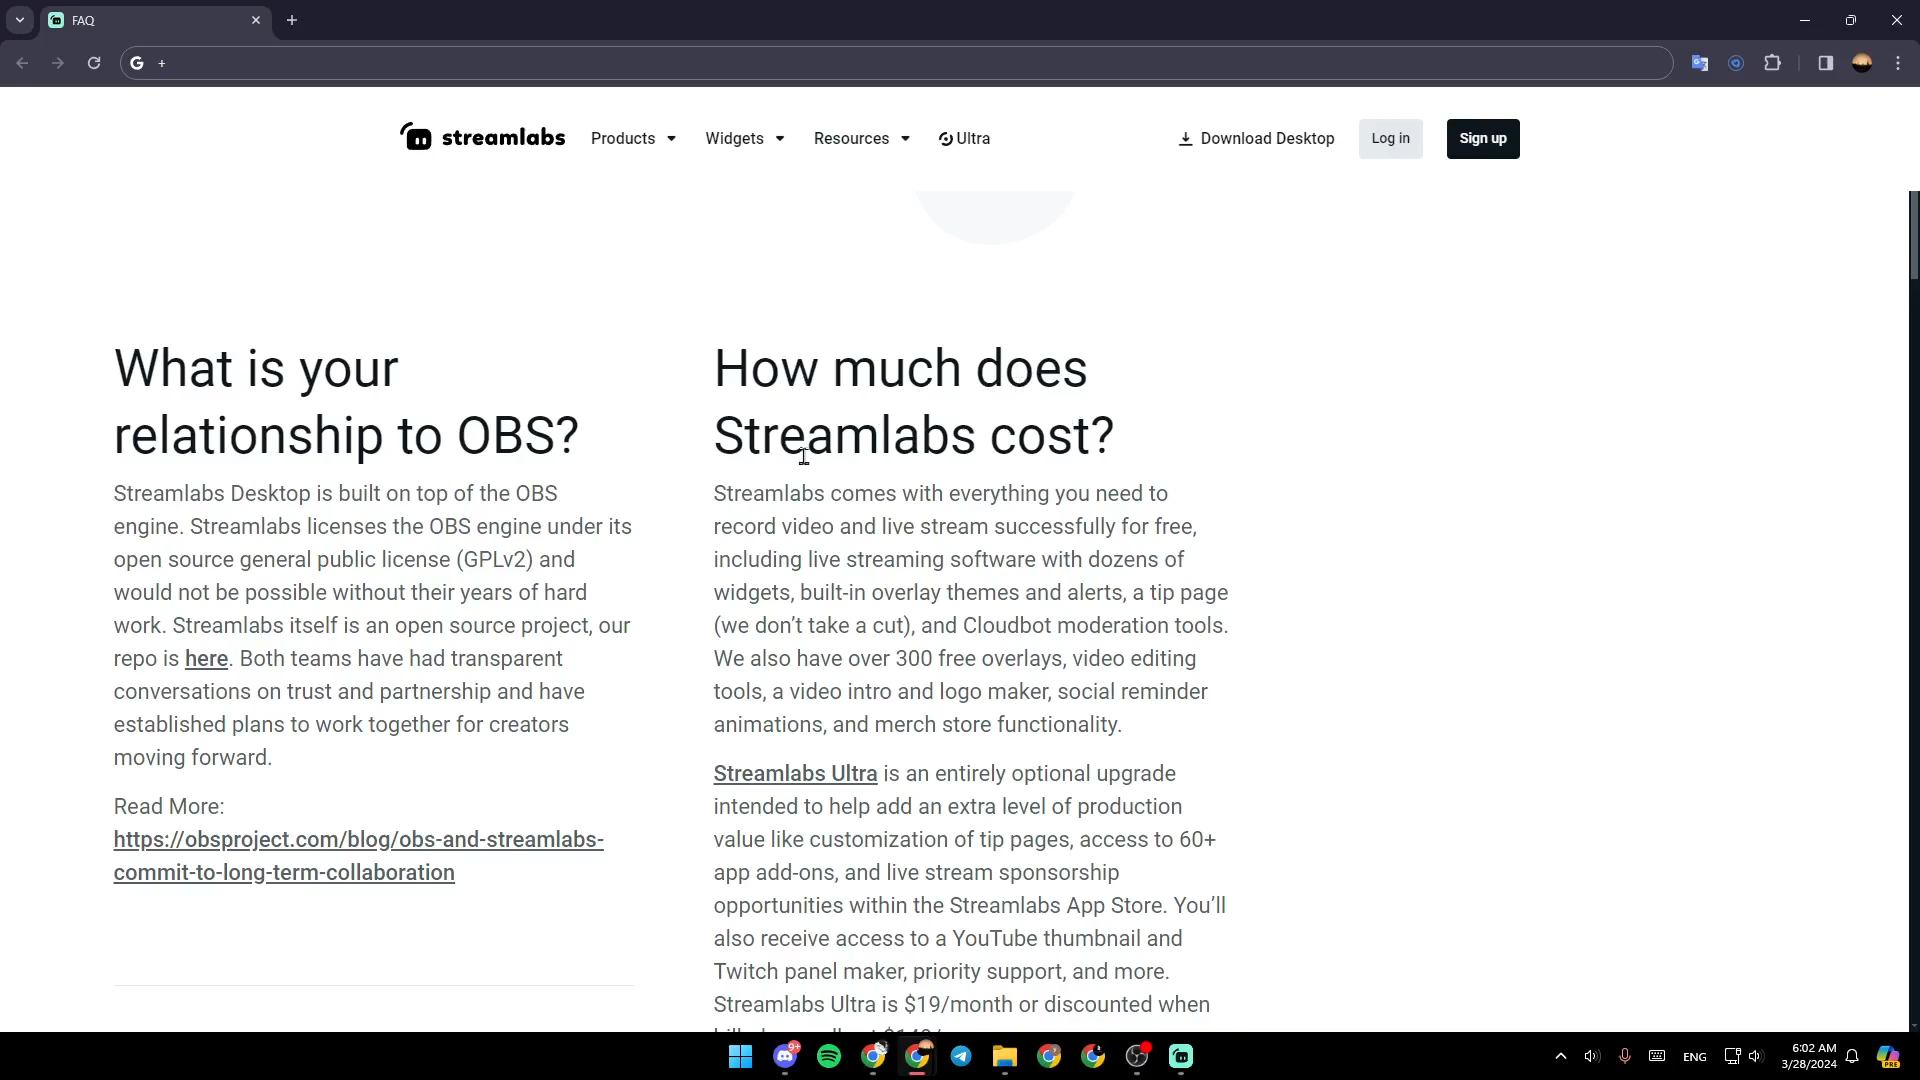 FAQ
+
streamlabs
Products
Widgets
Resources
Ultra
Download Desktop
Log in
Sign up
What is your
relationship to OBS?
Streamlabs Desktop is built on top of the OBS
engine. Streamlabs licenses the OBS engine under its
open source general public license (GPLv2) and
would not be possible without their years of hard
work. Streamlabs itself is an open source project, our
repo is here. Both teams have had transparent
conversations on trust and partnership and have
established plans to work together for creators
moving forward.
Read More:
https://obsproject.com/blog/obs-and-streamlabs-
commit-to-long-term-collaboration
How much does
Streamlabs cost?
Streamlabs comes with everything you need to
record video and live stream successfully for free,
including live streaming software with dozens of
widgets, built-in overlay themes and alerts, a tip page
(we don’t take a cut), and Cloudbot moderation tools.
We also have over 300 free overlays, video editing
tools, a video intro and logo maker, social reminder
animations, and merch store functionality.
Streamlabs Ultra is an entirely optional upgrade
intended to help add an extra level of production
value like customization of tip pages, access to 60+
app add-ons, and live stream sponsorship
opportunities within the Streamlabs App Store. You’ll
also receive access to a YouTube thumbnail and
Twitch panel maker, priority support, and more.
Streamlabs Ultra is $19/month or discounted when
9+
ENG
6:02 AM
3/28/2024
PRE